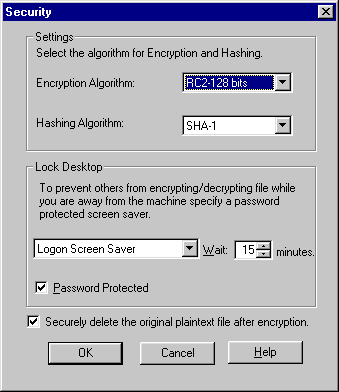 Security
Settings
Select the algorithm for Encryption and Hashing.
Encryption Algorithm: RC2-128 bits
Hashing Algorithm: SHA-1
Lock Desktop
To prevent others from encrypting/decrypting file while
you are away from the machine specify a password
protected screen saver.
Logon Screen Saver Wait: 15 minutes.
Password Protected
Securely delete the original plaintext file after encryption.
OK Cancel Help